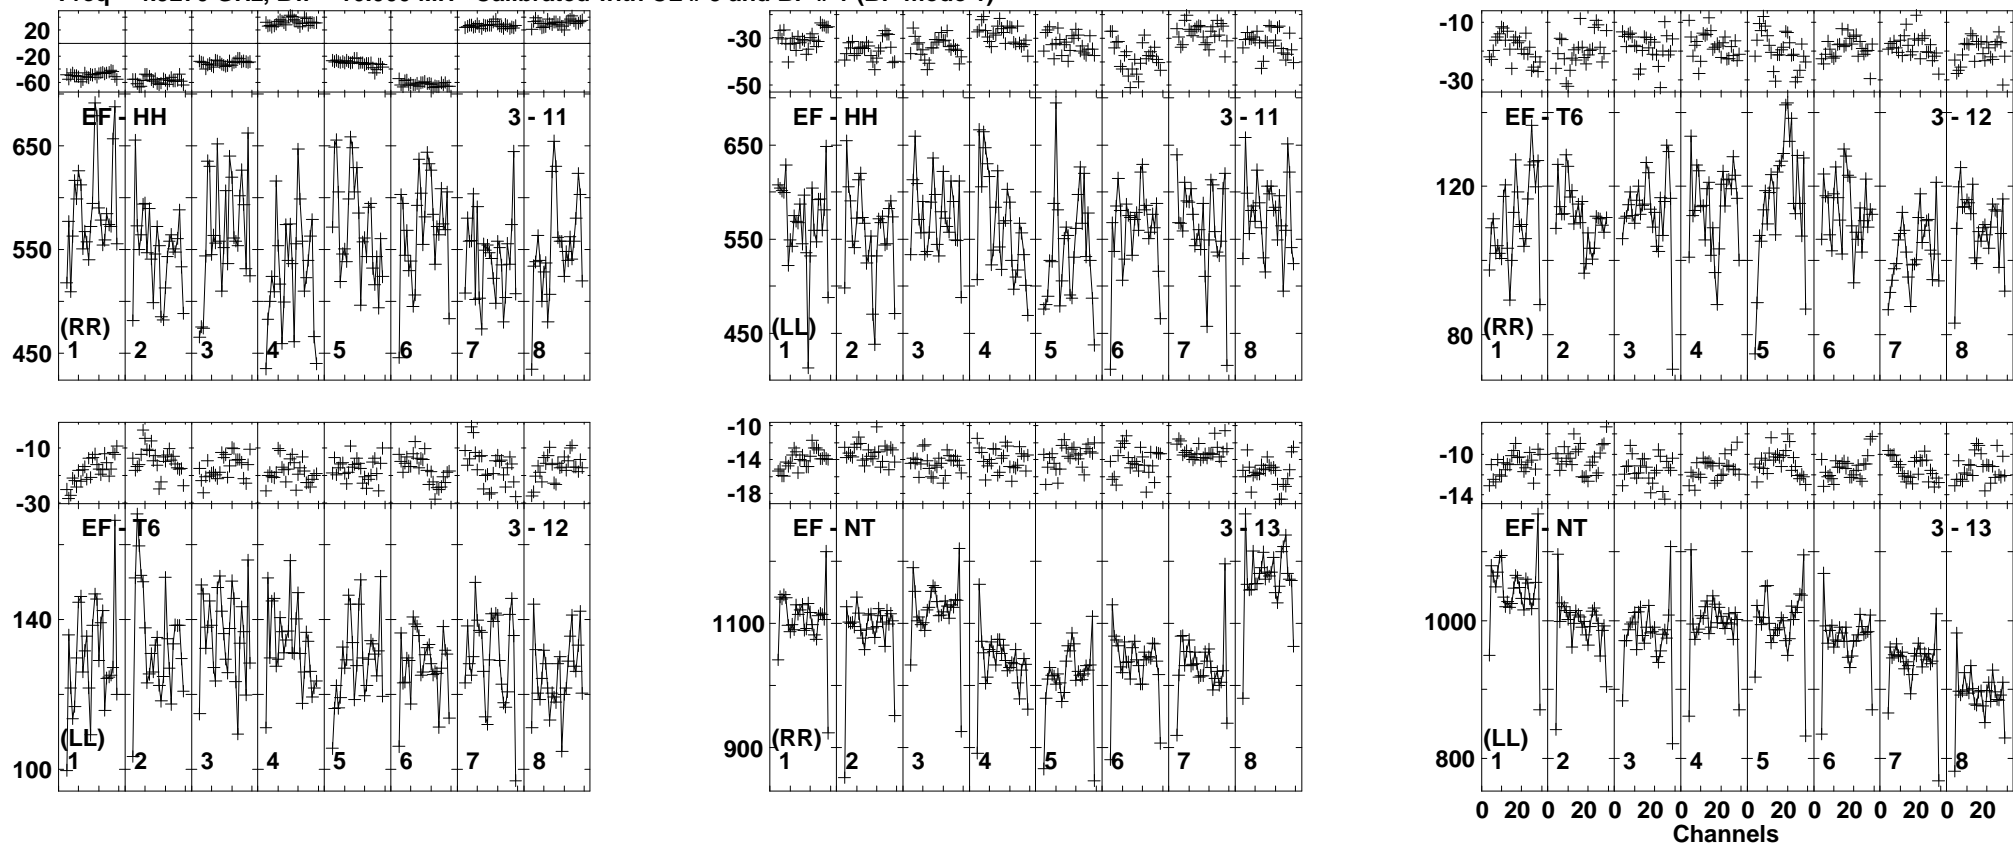 20
-20
-60
650
550
450
EF - HH
3 - 11
(RR)
1 2 3 4 5 6 7 8
-30
-50
650
550
450
EF - HH
3 - 11
(LL)
1 2 3 4 5 6 7 8
-10
-30
120
80
EF - T6
3 - 12
(RR)
1 2 3 4 5 6 7 8
-10
-30
140
100
EF - T6
3 - 12
(LL)
1 2 3 4 5 6 7 8
-10
-14
-18
1100
900
EF - NT
3 - 13
(RR)
1 2 3 4 5 6 7 8
-10
-14
1000
800
EF - NT
3 - 13
(LL)
1 2 3 4 5 6 7 8
0 20 0 20 0 20 0 20 0 20 0 20 0 20 0 20
Channels